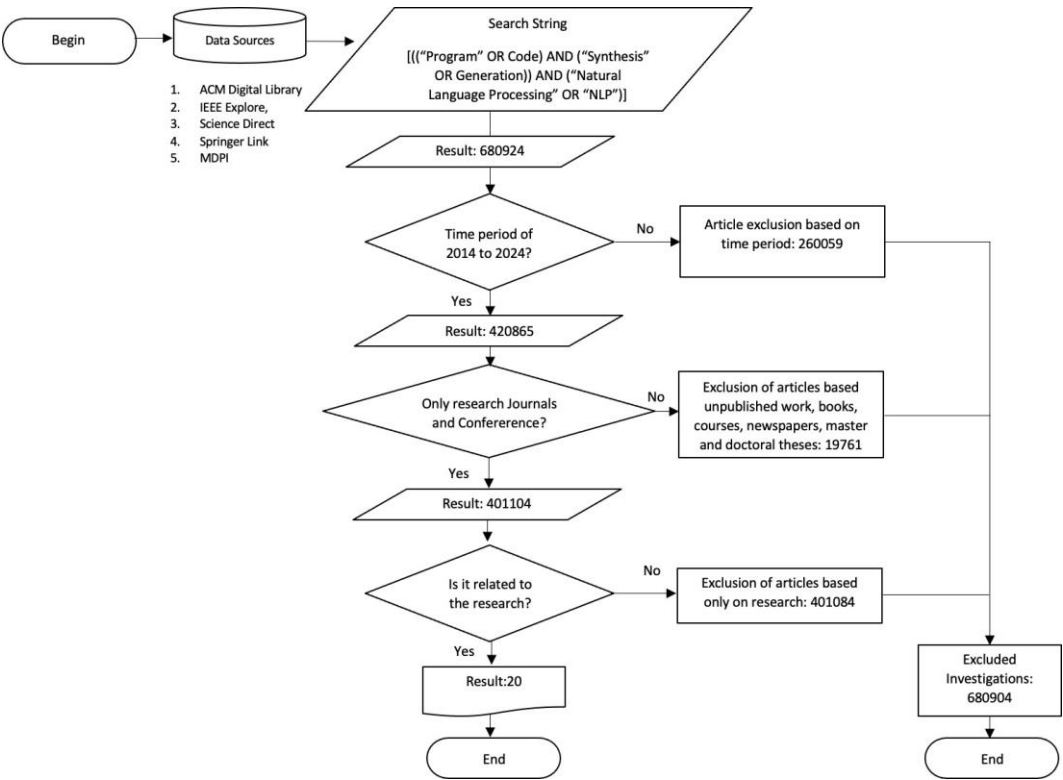 Begin
Data Sources
1. ACM Digital Library
2. IEEE Explore,
3. Science Direct
4. Springer Link
5. MDPI
Search String
[((“Program” OR Code) AND (“Synthesis”
OR Generation)) AND (“Natural
Language Processing” OR “NLP”)]
Result: 680924
Time period of
2014 to 2024?
No
Article exclusion based on
time period: 260059
Yes
Result: 420865
Only research Journals
and Confererence?
No
Exclusion of articles based
unpublished work, books,
courses, newspapers, master
and doctoral theses: 19761
Yes
Result: 401104
Is it related to
the research?
No
Exclusion of articles based
only on research: 401084
Yes
Result:20
End
Excluded
Investigations:
680904
End